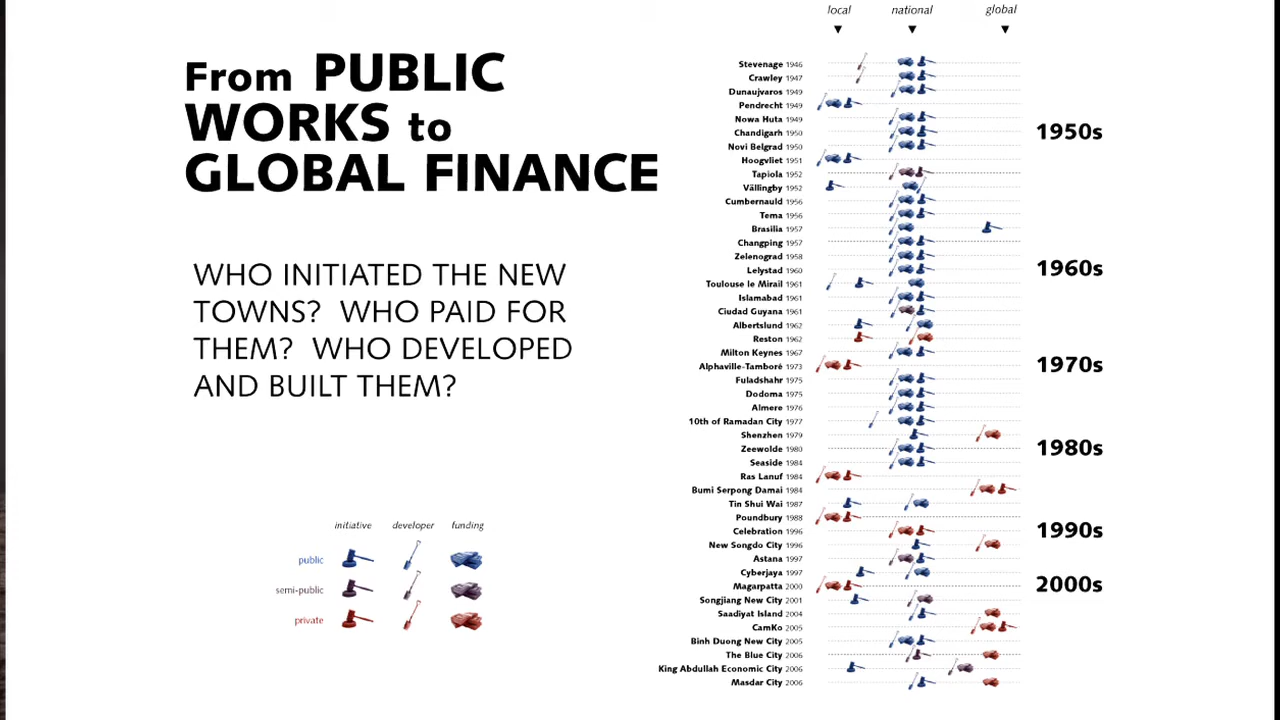 From PUBLIC
WORKS to
GLOBAL FINANCE
WHO INITIATED THE NEW
TOWNS? WHO PAID FOR
THEM? WHO DEVELOPED
AND BUILT THEM?
initiative developer funding
public
semi-public
private
local national global
Stevenage 1946
Crawley 1947
Dunaujvaros 1949
Pendrecht 1949
Nowa Huta 1949
Chandigarh 1950
1950s
Novi Belgrad 1950
Hoogvliet 1951
Tapiola 1952
Vällingby 1952
Cumbernauld 1956
Tema 1956
Brasilia 1957
Changping 1957
Zelenograd 1958
Lelystad 1960
1960s
Toulouse le Mirail 1961
Islamabad 1961
Ciudad Guyana 1961
Albertslund 1962
Reston 1962
Milton Keynes 1967
Alphaville-Tamboré 1973
1970s
Fuladshahr 1975
Dodoma 1975
Almere 1976
10th of Ramadan City 1977
Shenzhen 1979
Zeewolde 1980
1980s
Seaside 1984
Ras Lanuf 1984
Bumi Serpong Damai 1984
Tin Shui Wai 1987
Poundbury 1988
Celebration 1996
1990s
New Songdo City 1996
Astana 1997
Cyberjaya 1997
Magarpatta 2000
2000s
Songjiang New City 2001
Saadiyat Island 2004
CamKo 2005
Binh Duong New City 2005
The Blue City 2006
King Abdullah Economic City 2006
Masdar City 2006